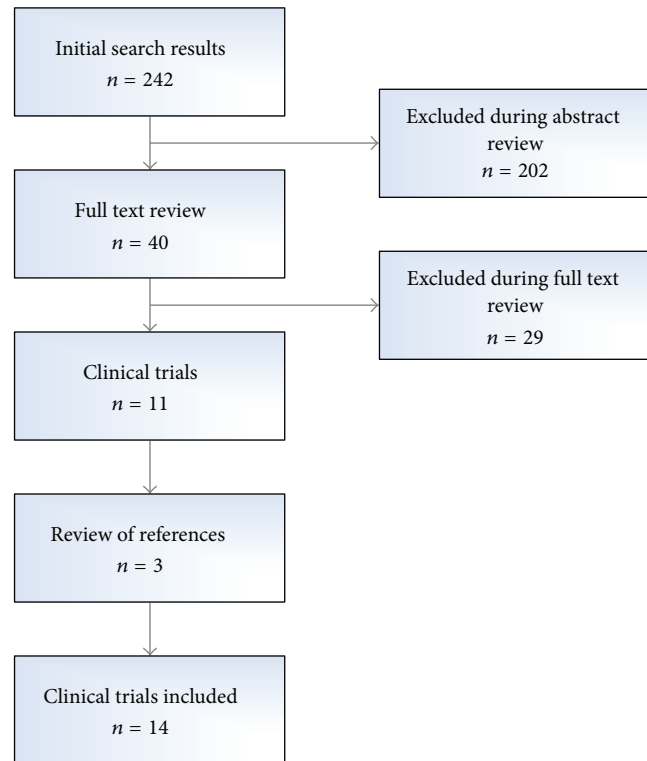 Initial search results
n = 242
Excluded during abstract
review
n = 202
Full text review
n = 40
Excluded during full text
review
n = 29
Clinical trials
n = 11
Review of references
n = 3
Clinical trials included
n = 14